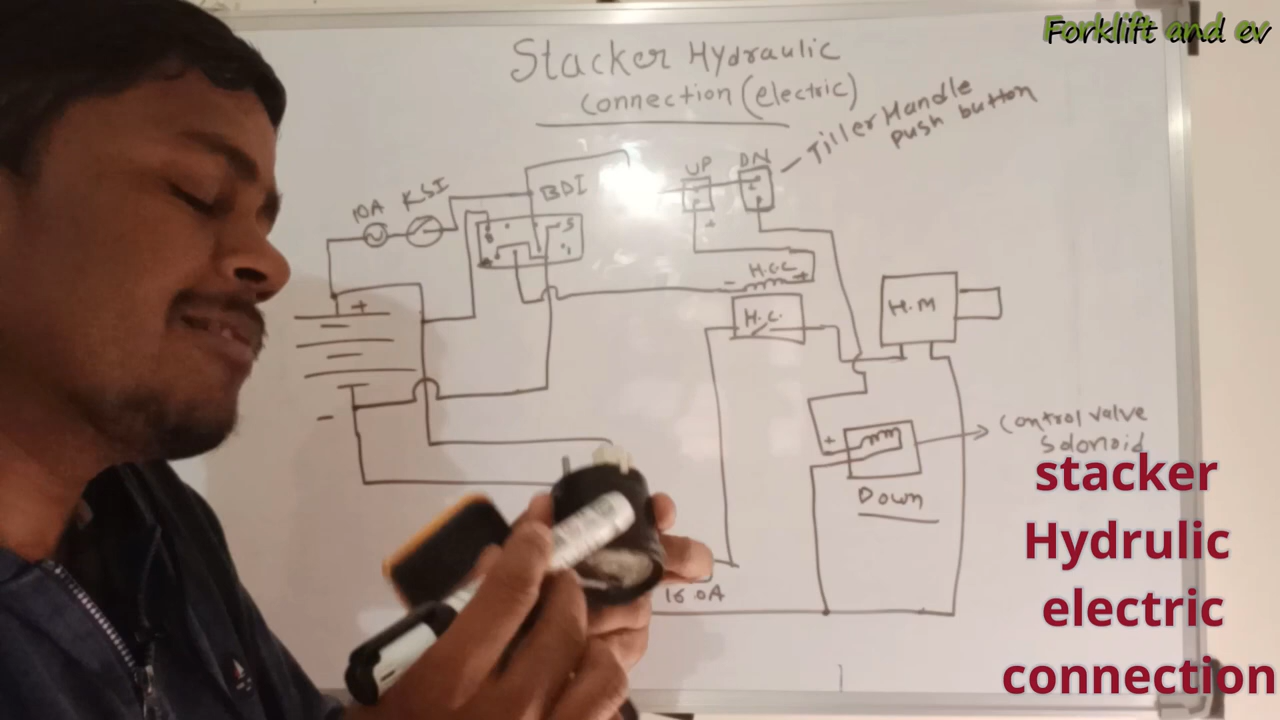 Forklift and ev
Stacker Hydraulic
connection (electric)
Tiller Handle
push button
UP
DN
10A
KSI
BDI
+
H.C.C
-
+
H.C.
H.M
+
-
+
control valve
Solonoid
Down
16.0A
stacker
Hydrulic
electric
connection